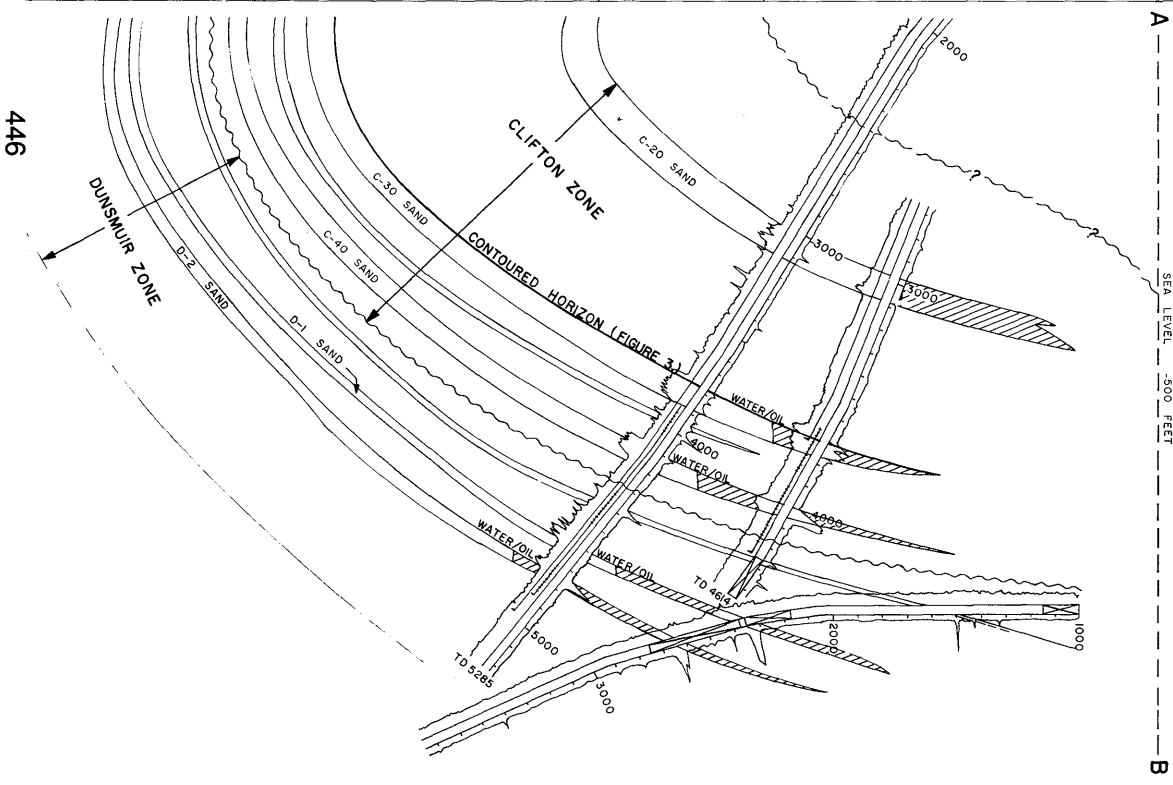 A
B
SEA LEVEL -500 FEET
446
2000
C-20 SAND
CLIFTON ZONE
?
?
3000
3000
C-30 SAND
DUNSMUIR ZONE
C-40 SAND
CONTOURED HORIZON (FIGURE 3)
D-2 SAND
D-1 SAND
WATER/OIL
4000
WATER/OIL
4000
WATER/OIL
WATER/OIL
TD 4614
5000
TD 5285
1000
2000
3000